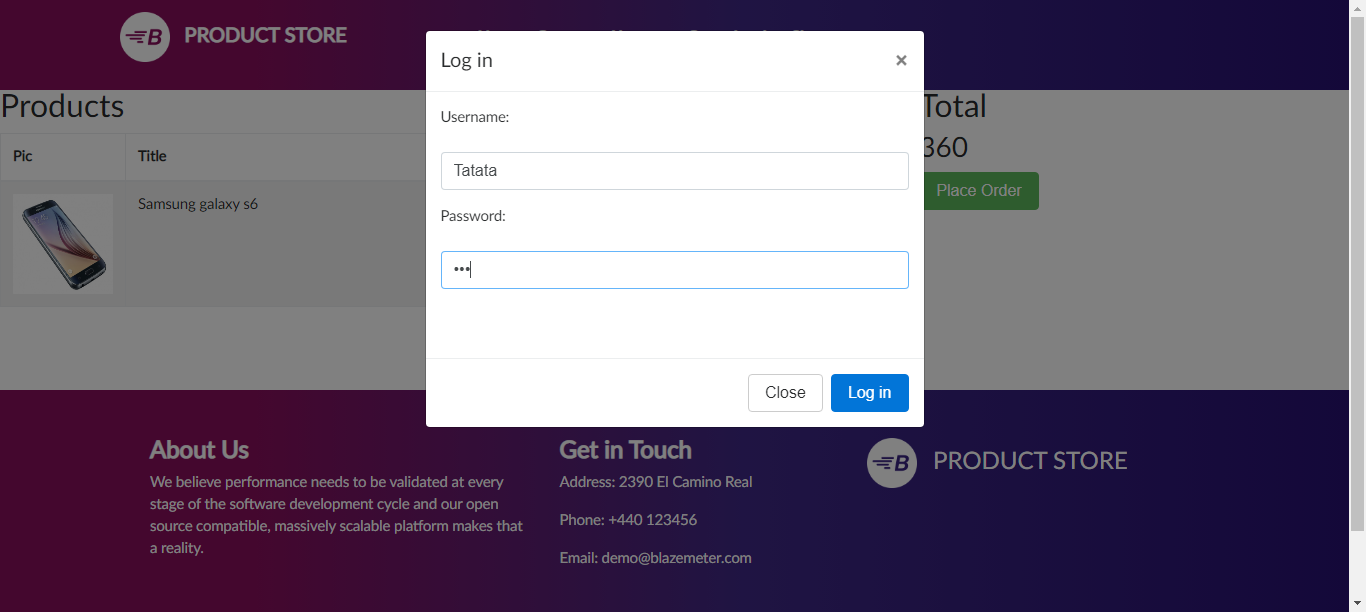 PRODUCT STORE
Log in
×
Products
Total
Username:
360
Pic
Title
Tatata
Place Order
Samsung galaxy s6
Password:
•••
Close
Log in
About Us
Get in Touch
B
PRODUCT STORE
We believe performance needs to be validated at every
stage of the software development cycle and our open
source compatible, massively scalable platform makes that
a reality.
Address: 2390 El Camino Real
Phone: +440 123456
Email: demo@blazemeter.com